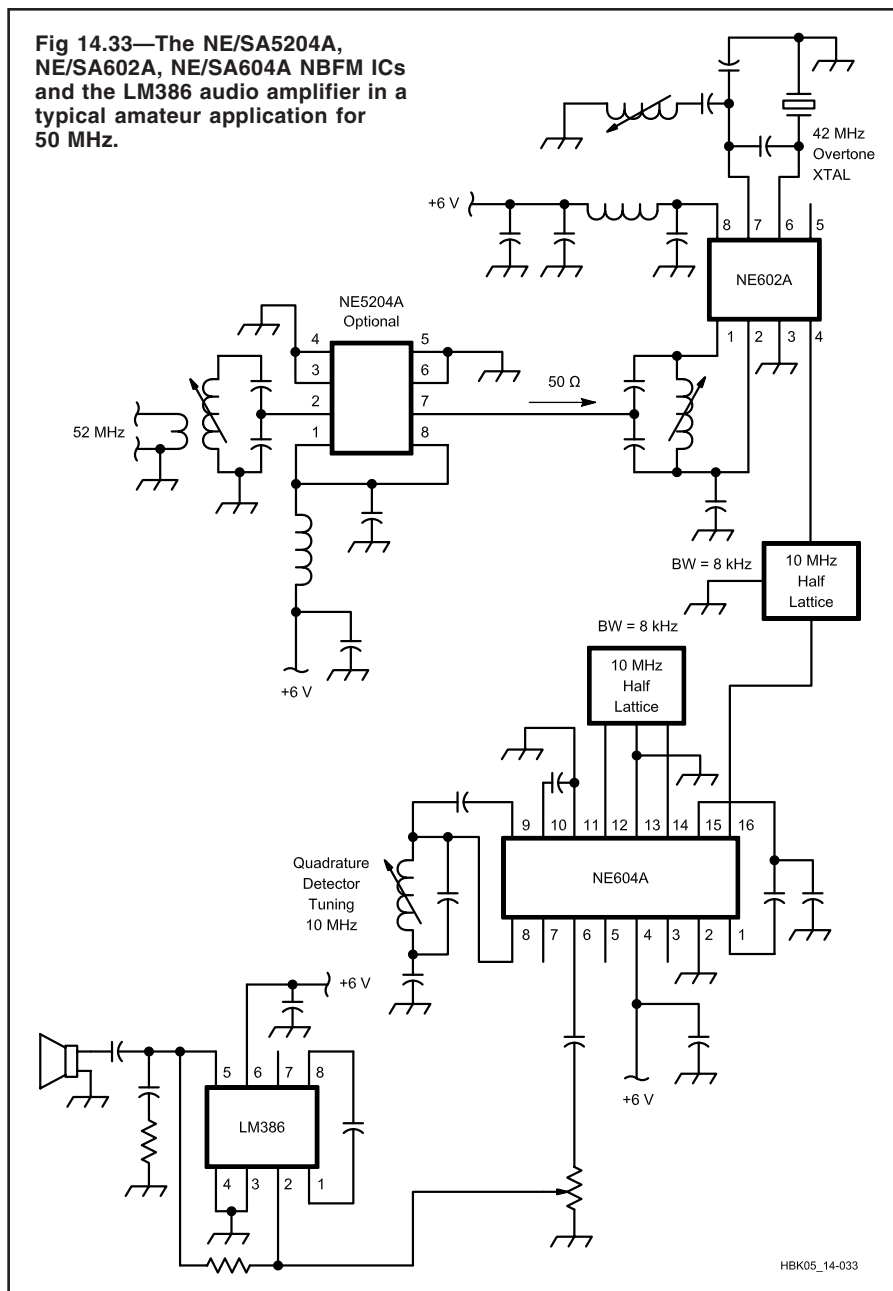 Fig 14.33—The NE/SA5204A,
NE/SA602A, NE/SA604A NBFM ICs
and the LM386 audio amplifier in a
typical amateur application for
50 MHz.
42 MHz
Overtone
XTAL
+6 V
8 7 6 5
NE602A
1 2 3 4
NE5204A
Optional
4 5
3 6
2 7
1 8
50 Ω
52 MHz
+6 V
BW = 8 kHz
10 MHz
Half
Lattice
BW = 8 kHz
10 MHz
Half
Lattice
9 10 11 12 13 14 15 16
NE604A
8 7 6 5 4 3 2 1
Quadrature
Detector
Tuning
10 MHz
+6 V
+6 V
5 6 7 8
LM386
4 3 2 1
HBK05_14-033